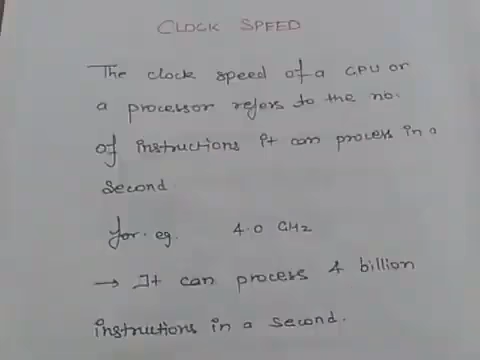 CLOCK SPEED
The clock speed of a CPU or
a processor refers to the no.
of instructions it can process in a
second.
for. eg. 4.0 GHz
→ It can process 4 billion
instructions in a second.